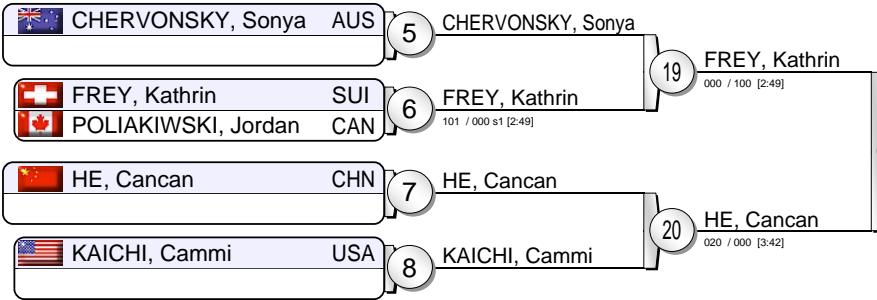 CHERVONSKY, Sonya AUS
5
CHERVONSKY, Sonya
19
FREY, Kathrin
000 / 100 [2:49]
FREY, Kathrin SUI
POLIAKIWSKI, Jordan CAN
6
FREY, Kathrin
101 / 000 s1 [2:49]
HE, Cancan CHN
7
HE, Cancan
20
HE, Cancan
020 / 000 [3:42]
KAICHI, Cammi USA
8
KAICHI, Cammi